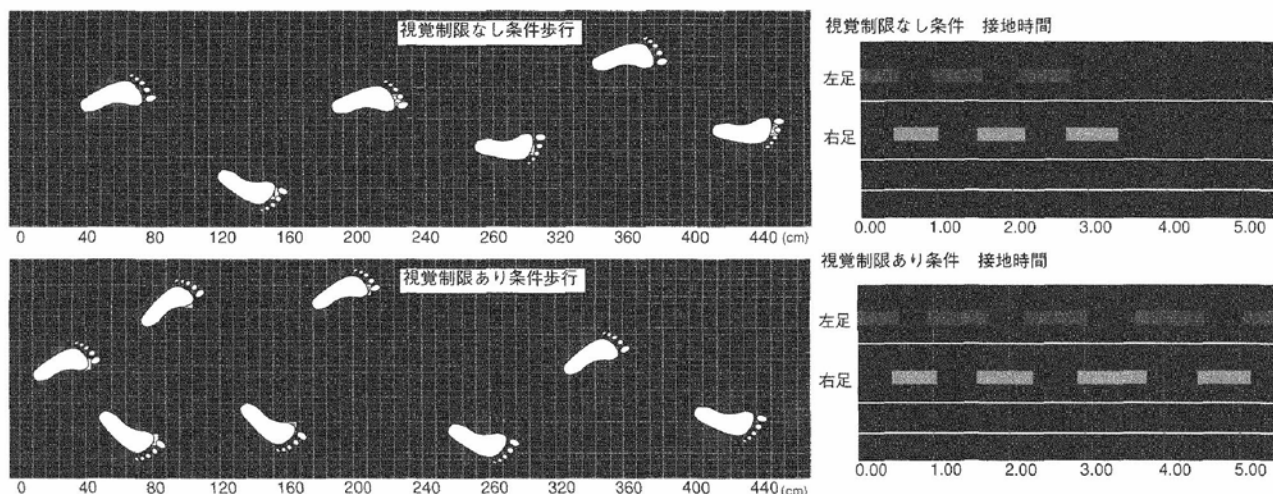 視覚制限なし条件歩行
0 40 80 120 160 200 220 260 320 360 400 440 (cm)
視覚制限なし条件 接地時間
左足
右足
0.00 1.00 2.00 3.00 5.00
視覚制限あり条件歩行
0 40 80 120 160 200 220 260 320 360 400 440 (cm)
視覚制限あり条件 接地時間
左足
右足
0.00 1.00 2.00 3.00 4.00 5.00